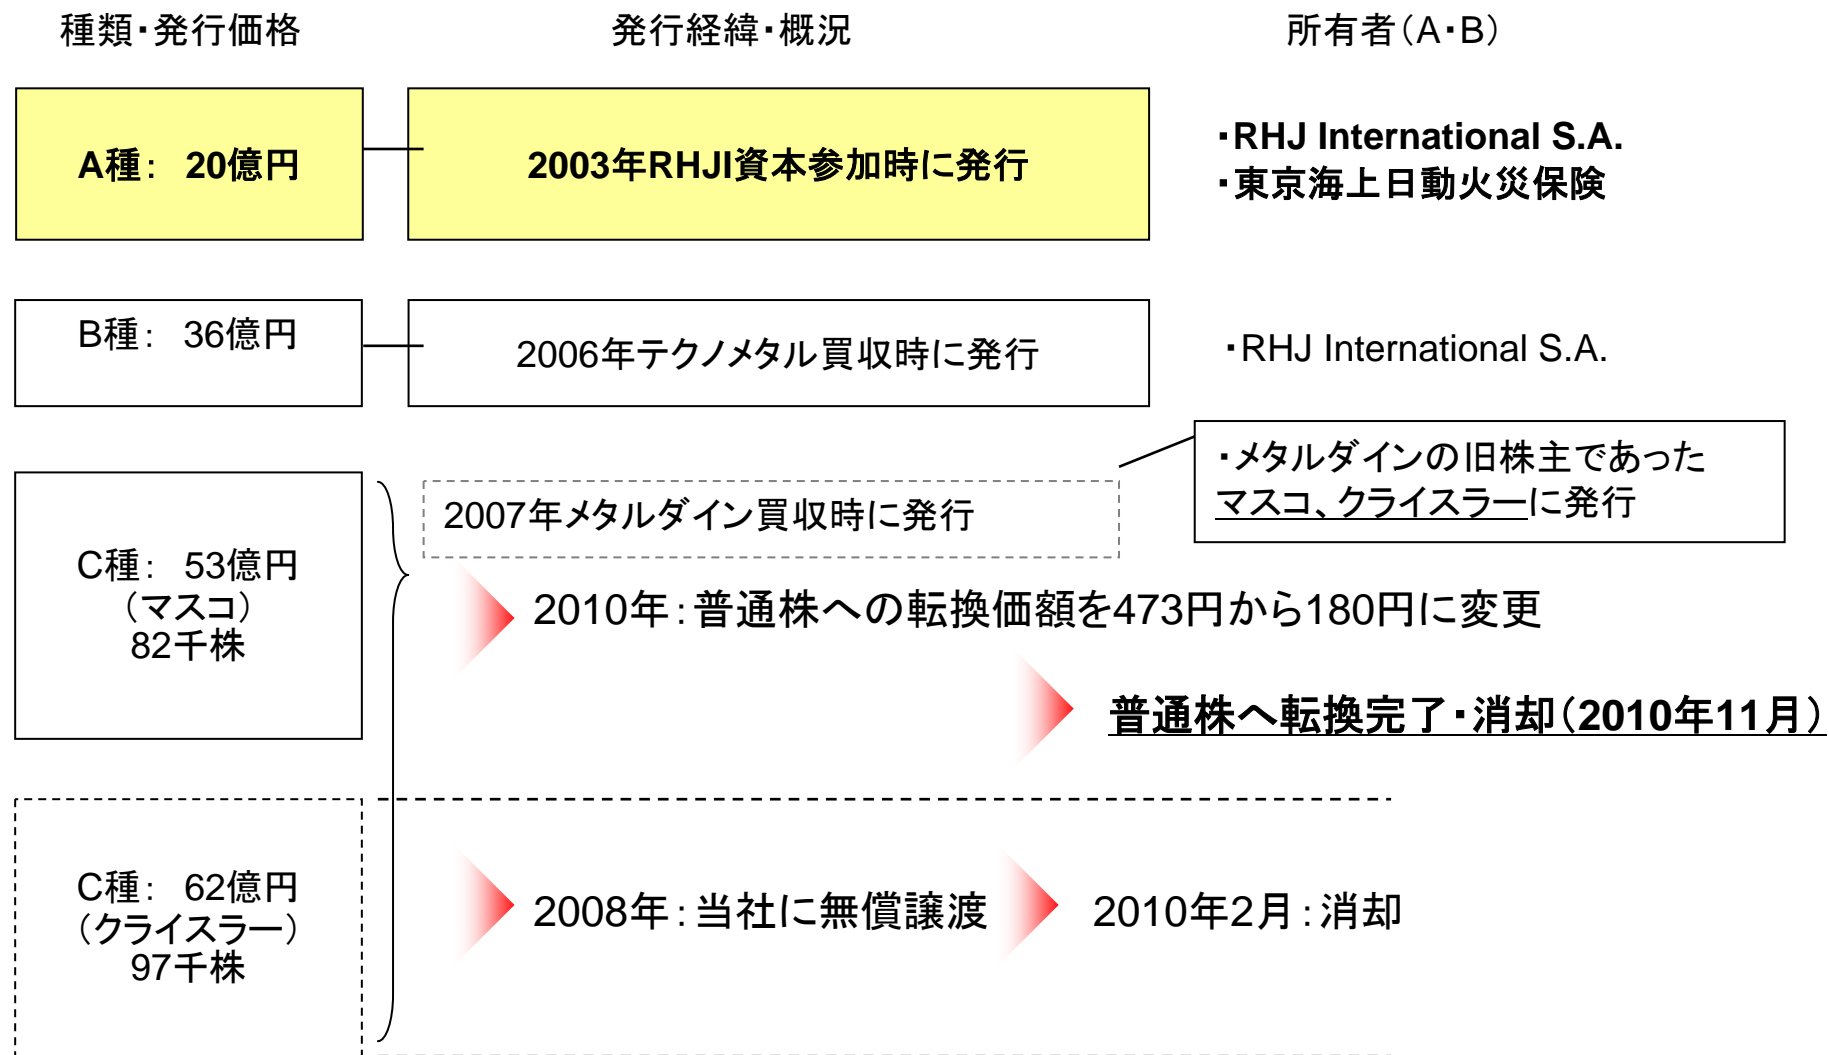 種類・発行価格
発行経緯・概況
所有者（A・B）
A種： 20億円
2003年RHJI資本参加時に発行
・RHJ International S.A.
・東京海上日動火災保険
B種： 36億円
2006年テクノメタル買収時に発行
・RHJ International S.A.
・メタルダインの旧株主であった
マスコ、クライスラーに発行
2007年メタルダイン買収時に発行
C種： 53億円
（マスコ）
82千株
2010年：普通株への転換価額を473円から180円に変更
普通株へ転換完了・消却（2010年11月）
C種： 62億円
（クライスラー）
97千株
2008年：当社に無償譲渡
2010年2月：消却